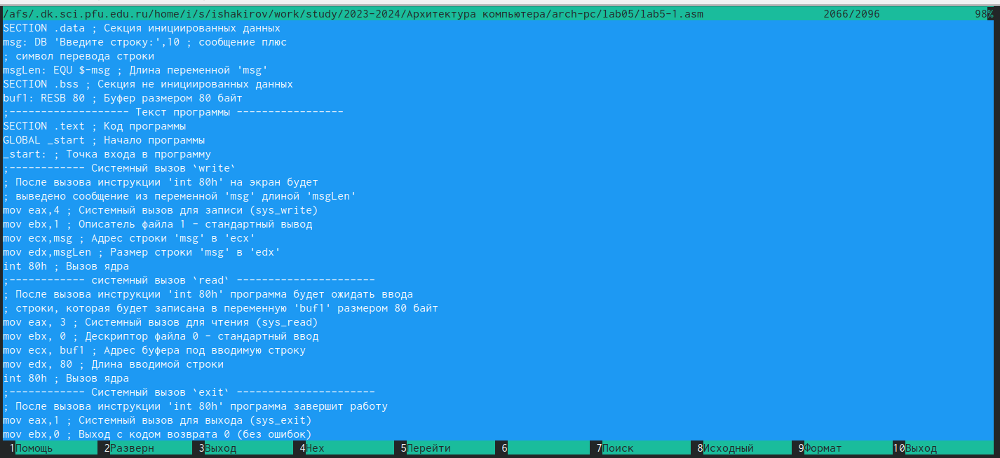 /afs/.dk.sci.pfu.edu.ru/home/i/s/ishakirov/work/study/2023-2024/Архитектура компьютера/arch-pc/lab05/lab5-1.asm 2066/2096 98%
SECTION .data ; Секция инициированных данных
msg: DB 'Введите строку:',10 ; сообщение плюс
; символ перевода строки
msgLen: EQU $-msg ; Длина переменной 'msg'
SECTION .bss ; Секция не инициированных данных
buf1: RESB 80 ; Буфер размером 80 байт
;------------------- Текст программы -----------------
SECTION .text ; Код программы
GLOBAL _start ; Начало программы
_start: ; Точка входа в программу
;------------ Системный вызов `write`
; После вызова инструкции 'int 80h' на экран будет
; выведено сообщение из переменной 'msg' длиной 'msgLen'
mov eax,4 ; Системный вызов для записи (sys_write)
mov ebx,1 ; Описатель файла 1 - стандартный вывод
mov ecx,msg ; Адрес строки 'msg' в 'ecx'
mov edx,msgLen ; Размер строки 'msg' в 'edx'
int 80h ; Вызов ядра
;------------ системный вызов `read` ----------------------
; После вызова инструкции 'int 80h' программа будет ожидать ввода
; строки, которая будет записана в переменную 'buf1' размером 80 байт
mov eax, 3 ; Системный вызов для чтения (sys_read)
mov ebx, 0 ; Дескриптор файла 0 - стандартный ввод
mov ecx, buf1 ; Адрес буфера под вводимую строку
mov edx, 80 ; Длина вводимой строки
int 80h ; Вызов ядра
;------------ Системный вызов `exit` ----------------------
; После вызова инструкции 'int 80h' программа завершит работу
mov eax,1 ; Системный вызов для выхода (sys_exit)
mov ebx,0 ; Выход с кодом возврата 0 (без ошибок)
1Помощь 2Разверн 3Выход 4Hex 5Перейти 6 7Поиск 8Исходный 9Формат 10Выход